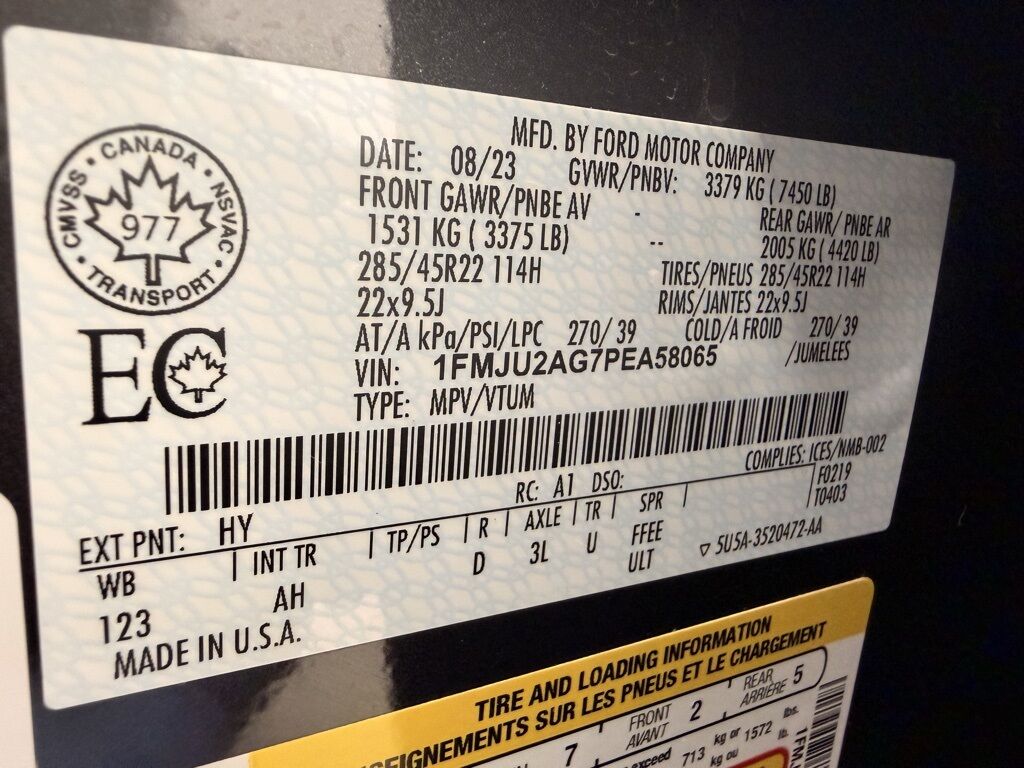 CANADA
CMVSS • NSVAC
977
TRANSPORT
EC
MFD. BY FORD MOTOR COMPANY
DATE: 08/23 GVWR/PNBV: 3379 KG ( 7450 LB)
FRONT GAWR/PNBE AV - REAR GAWR/ PNBE AR
1531 KG ( 3375 LB) -- 2005 KG ( 4420 LB)
285/45R22 114H TIRES/PNEUS 285/45R22 114H
22x9.5J RIMS/JANTES 22x9.5J
AT/A kPa/PSI/LPC 270/ 39 COLD/A FROID 270/ 39
VIN: 1FMJU2AG7PEA58065 /JUMELEES
TYPE: MPV/VTUM
COMPLIES: ICES/NMB-002
EXT PNT: HY RC: A1 DSO: F0219
WB | INT TR | TP/PS | R | AXLE | TR | SPR | T0403
123 AH D 3L U FFEE
ULT ▽ 5U5A-3520472-AA
MADE IN U.S.A.
TIRE AND LOADING INFORMATION
EIGNEMENTS SUR LES PNEUS ET LE CHARGEMENT
7 FRONT AVANT 2 REAR ARRIÈRE 5
exceed 713 kg or kg ou 1572 lbs. lb.